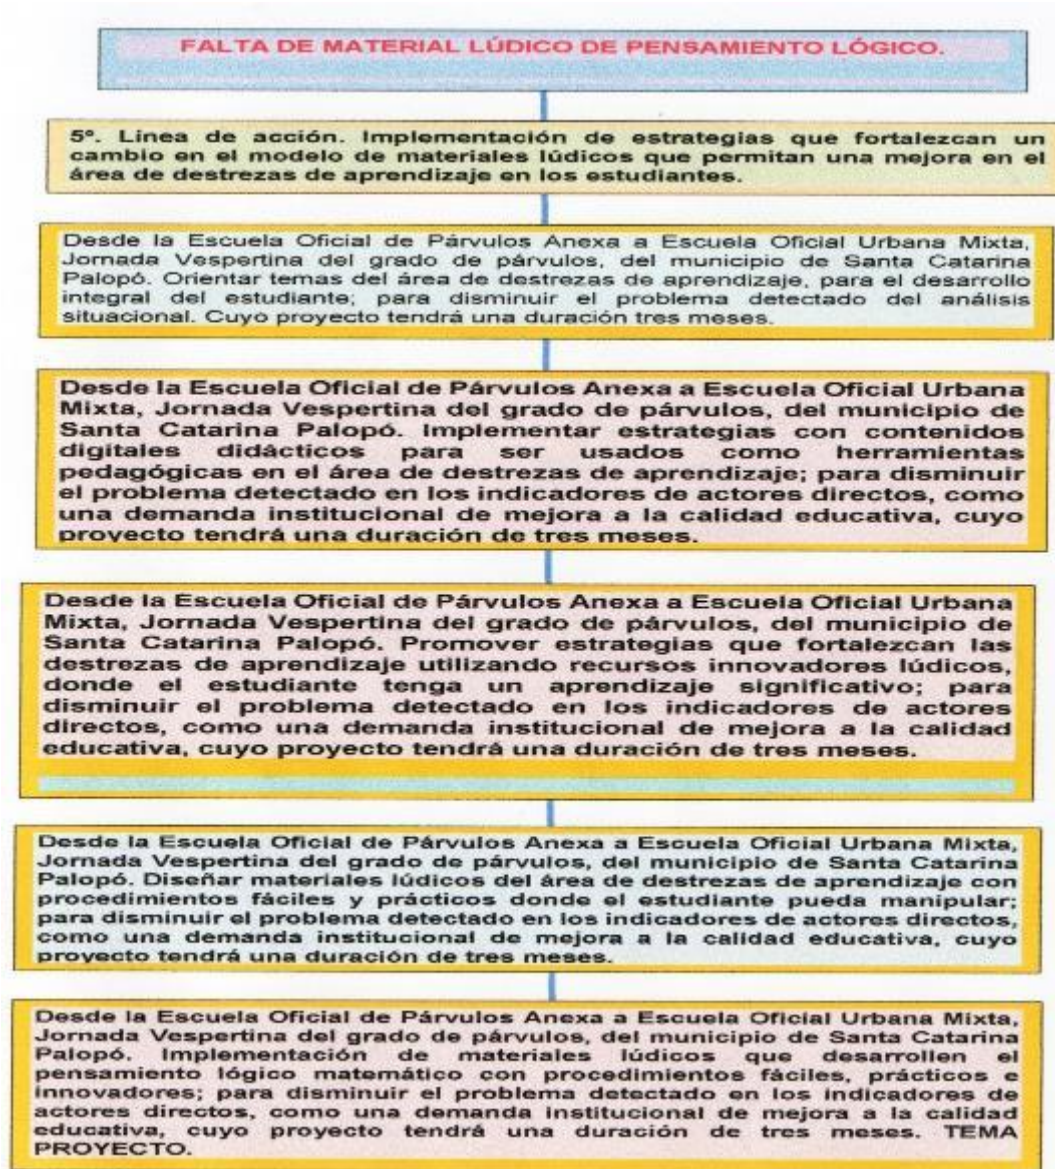 FALTA DE MATERIAL LÚDICO DE PENSAMIENTO LÓGICO.
5º. Línea de acción. Implementación de estrategias que fortalezcan un
cambio en el modelo de materiales lúdicos que permitan una mejora en el
área de destrezas de aprendizaje en los estudiantes.
Desde la Escuela Oficial de Párvulos Anexa a Escuela Oficial Urbana Mixta,
Jornada Vespertina del grado de párvulos, del municipio de Santa Catarina
Palopó. Orientar temas del área de destrezas de aprendizaje, para el desarrollo
integral del estudiante; para disminuir el problema detectado del análisis
situacional. Cuyo proyecto tendrá una duración tres meses.
Desde la Escuela Oficial de Párvulos Anexa a Escuela Oficial Urbana
Mixta, Jornada Vespertina del grado de párvulos, del municipio de
Santa Catarina Palopó. Implementar estrategias con contenidos
digitales didácticos para ser usados como herramientas
pedagógicas en el área de destrezas de aprendizaje; para disminuir
el problema detectado en los indicadores de actores directos, como
una demanda institucional de mejora a la calidad educativa, cuyo
proyecto tendrá una duración de tres meses.
Desde la Escuela Oficial de Párvulos Anexa a Escuela Oficial Urbana
Mixta, Jornada Vespertina del grado de párvulos, del municipio de
Santa Catarina Palopó. Promover estrategias que fortalezcan las
destrezas de aprendizaje utilizando recursos innovadores lúdicos,
donde el estudiante tenga un aprendizaje significativo; para
disminuir el problema detectado en los indicadores de actores
directos, como una demanda institucional de mejora a la calidad
educativa, cuyo proyecto tendrá una duración de tres meses.
Desde la Escuela Oficial de Párvulos Anexa a Escuela Oficial Urbana Mixta,
Jornada Vespertina del grado de párvulos, del municipio de Santa Catarina
Palopó. Diseñar materiales lúdicos del área de destrezas de aprendizaje con
procedimientos fáciles y prácticos donde el estudiante pueda manipular;
para disminuir el problema detectado en los indicadores de actores directos,
como una demanda institucional de mejora a la calidad educativa, cuyo
proyecto tendrá una duración de tres meses.
Desde la Escuela Oficial de Párvulos Anexa a Escuela Oficial Urbana Mixta,
Jornada Vespertina del grado de párvulos, del municipio de Santa Catarina
Palopó. Implementación de materiales lúdicos que desarrollen el
pensamiento lógico matemático con procedimientos fáciles, prácticos e
innovadores; para disminuir el problema detectado en los indicadores de
actores directos, como una demanda institucional de mejora a la calidad
educativa, cuyo proyecto tendrá una duración de tres meses. TEMA
PROYECTO.